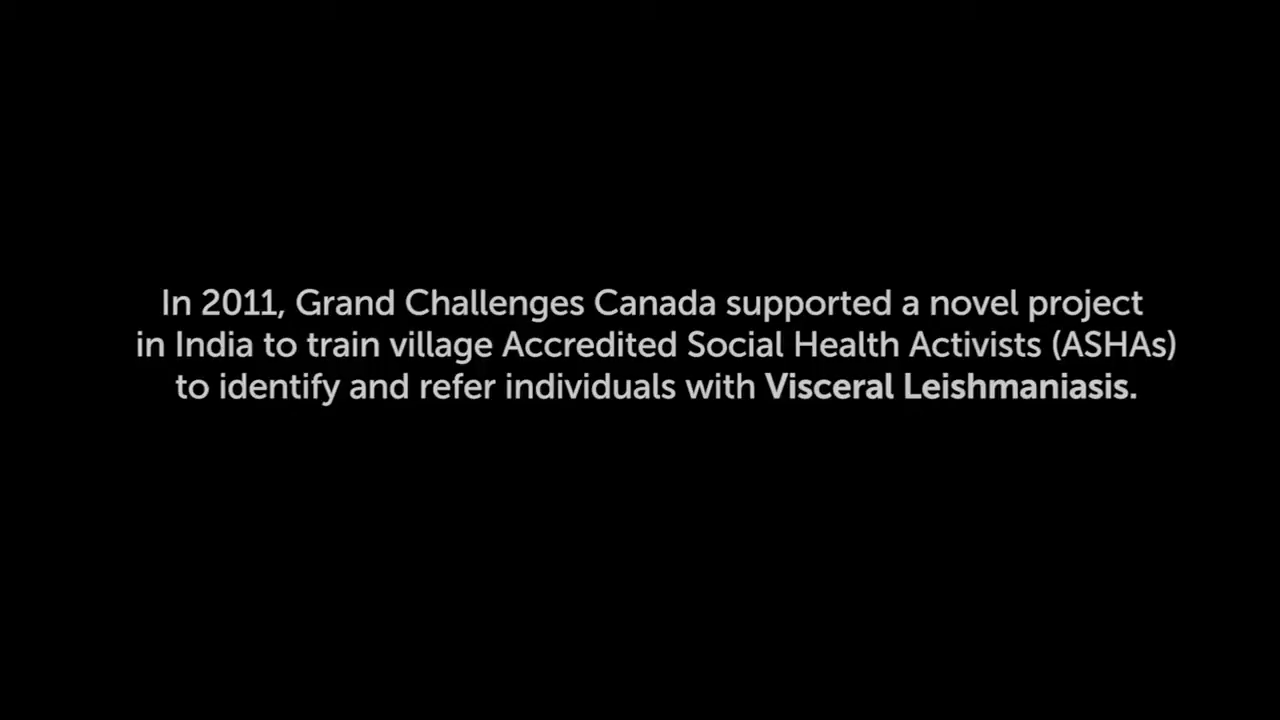 In 2011, Grand Challenges Canada supported a novel project
in India to train village Accredited Social Health Activists (ASHAs)
to identify and refer individuals with Visceral Leishmaniasis.